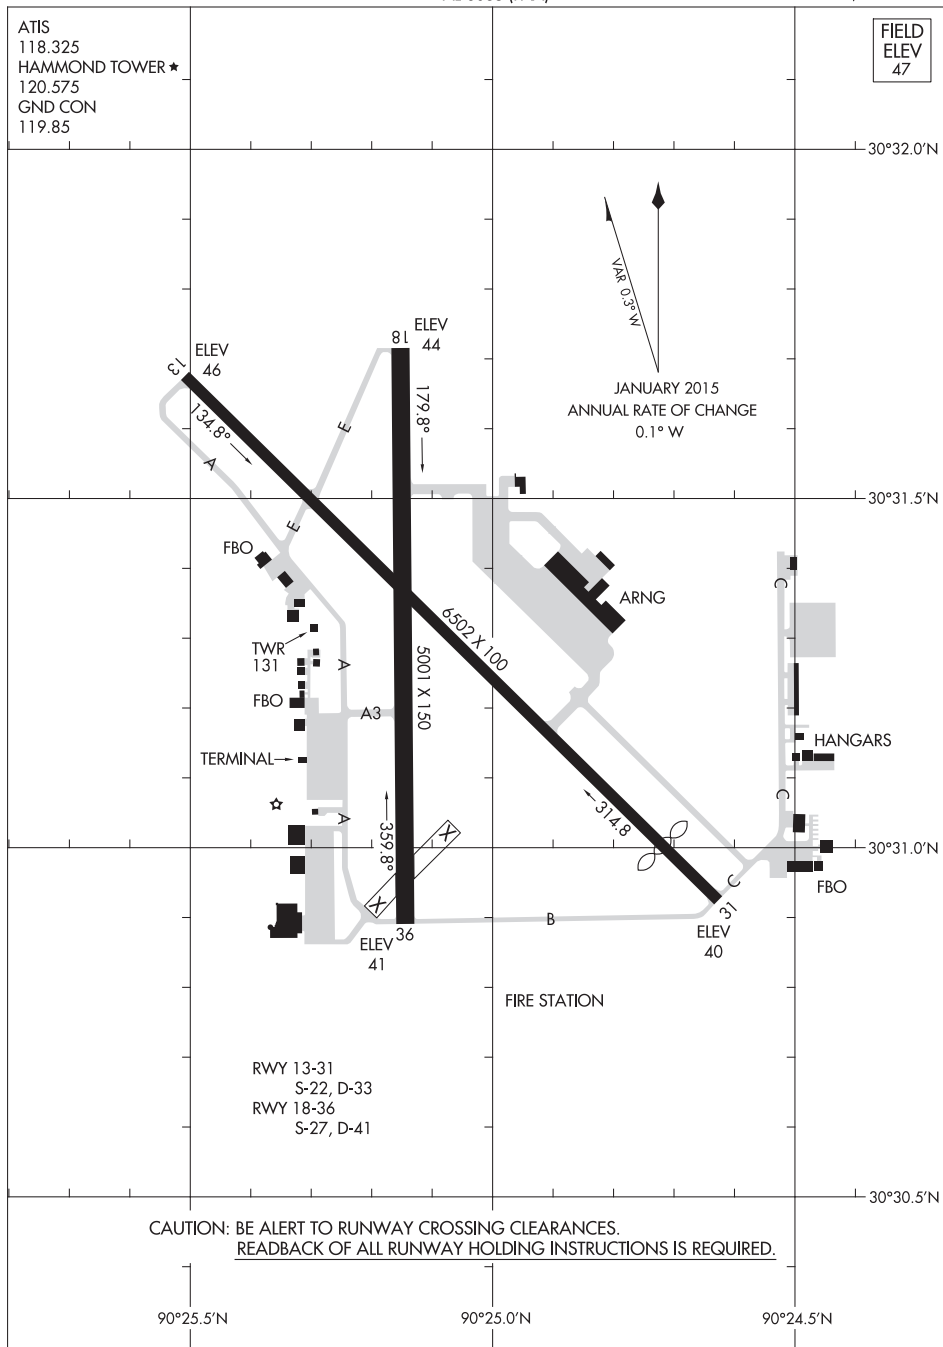 ATIS
118.325
HAMMOND TOWER ★
120.575
GND CON
119.85
FIELD
ELEV
47
30°32.0'N
VAR 0.3° W
JANUARY 2015
ANNUAL RATE OF CHANGE
0.1° W
18
ELEV
44
13
ELEV
46
134.8°
179.8°
A
E
E
30°31.5'N
FBO
ARNG
C
TWR
131
A
6502 X 100
5001 X 150
FBO
A3
TERMINAL
HANGARS
C
A
359.8°
314.8
X
X
30°31.0'N
C
FBO
B
36
31
ELEV
41
ELEV
40
FIRE STATION
RWY 13-31
S-22, D-33
RWY 18-36
S-27, D-41
30°30.5'N
CAUTION: BE ALERT TO RUNWAY CROSSING CLEARANCES.
READBACK OF ALL RUNWAY HOLDING INSTRUCTIONS IS REQUIRED.
90°25.5'N
90°25.0'N
90°24.5'N